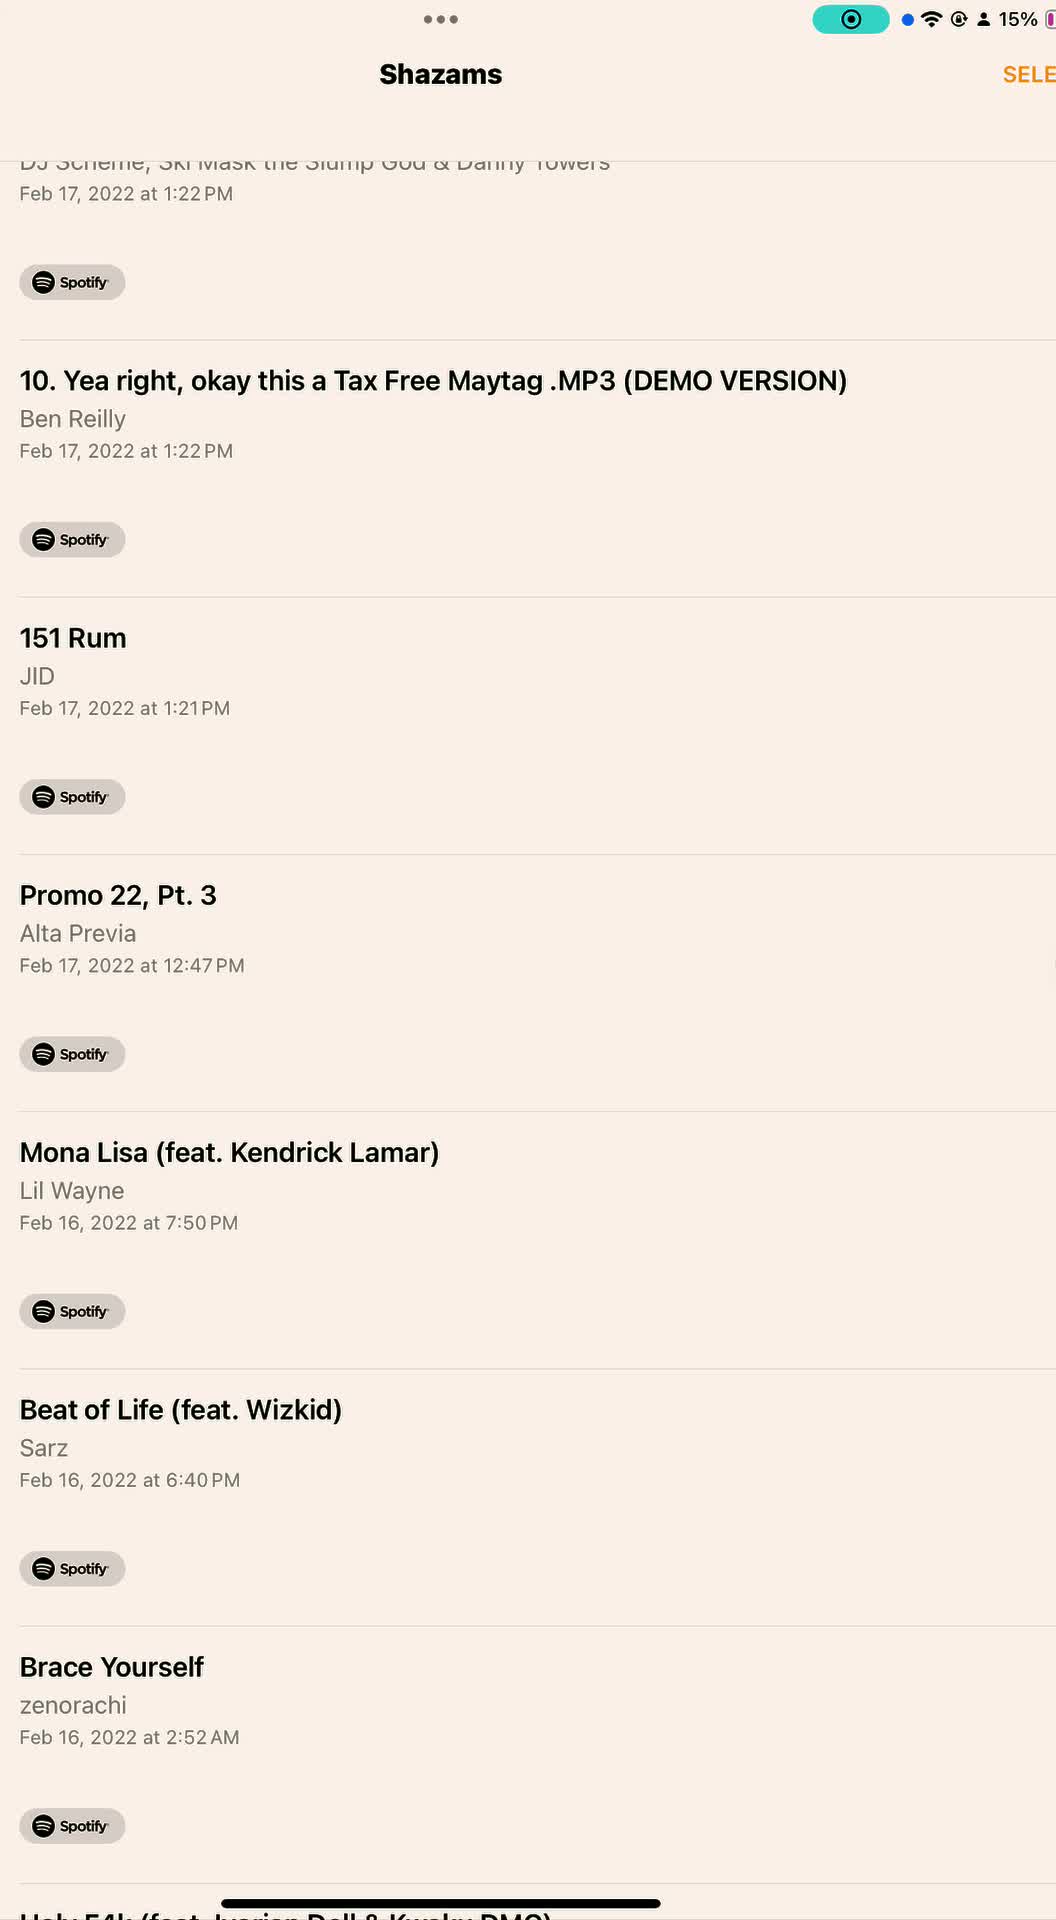 15%
Shazams
SELE
DJ Scheme, Ski Mask the Slump God & Danny Towers
Feb 17, 2022 at 1:22 PM
Spotify
10. Yea right, okay this a Tax Free Maytag .MP3 (DEMO VERSION)
Ben Reilly
Feb 17, 2022 at 1:22 PM
Spotify
151 Rum
JID
Feb 17, 2022 at 1:21 PM
Spotify
Promo 22, Pt. 3
Alta Previa
Feb 17, 2022 at 12:47 PM
Spotify
Mona Lisa (feat. Kendrick Lamar)
Lil Wayne
Feb 16, 2022 at 7:50 PM
Spotify
Beat of Life (feat. Wizkid)
Sarz
Feb 16, 2022 at 6:40 PM
Spotify
Brace Yourself
zenorachi
Feb 16, 2022 at 2:52 AM
Spotify
(feat. & DMC)